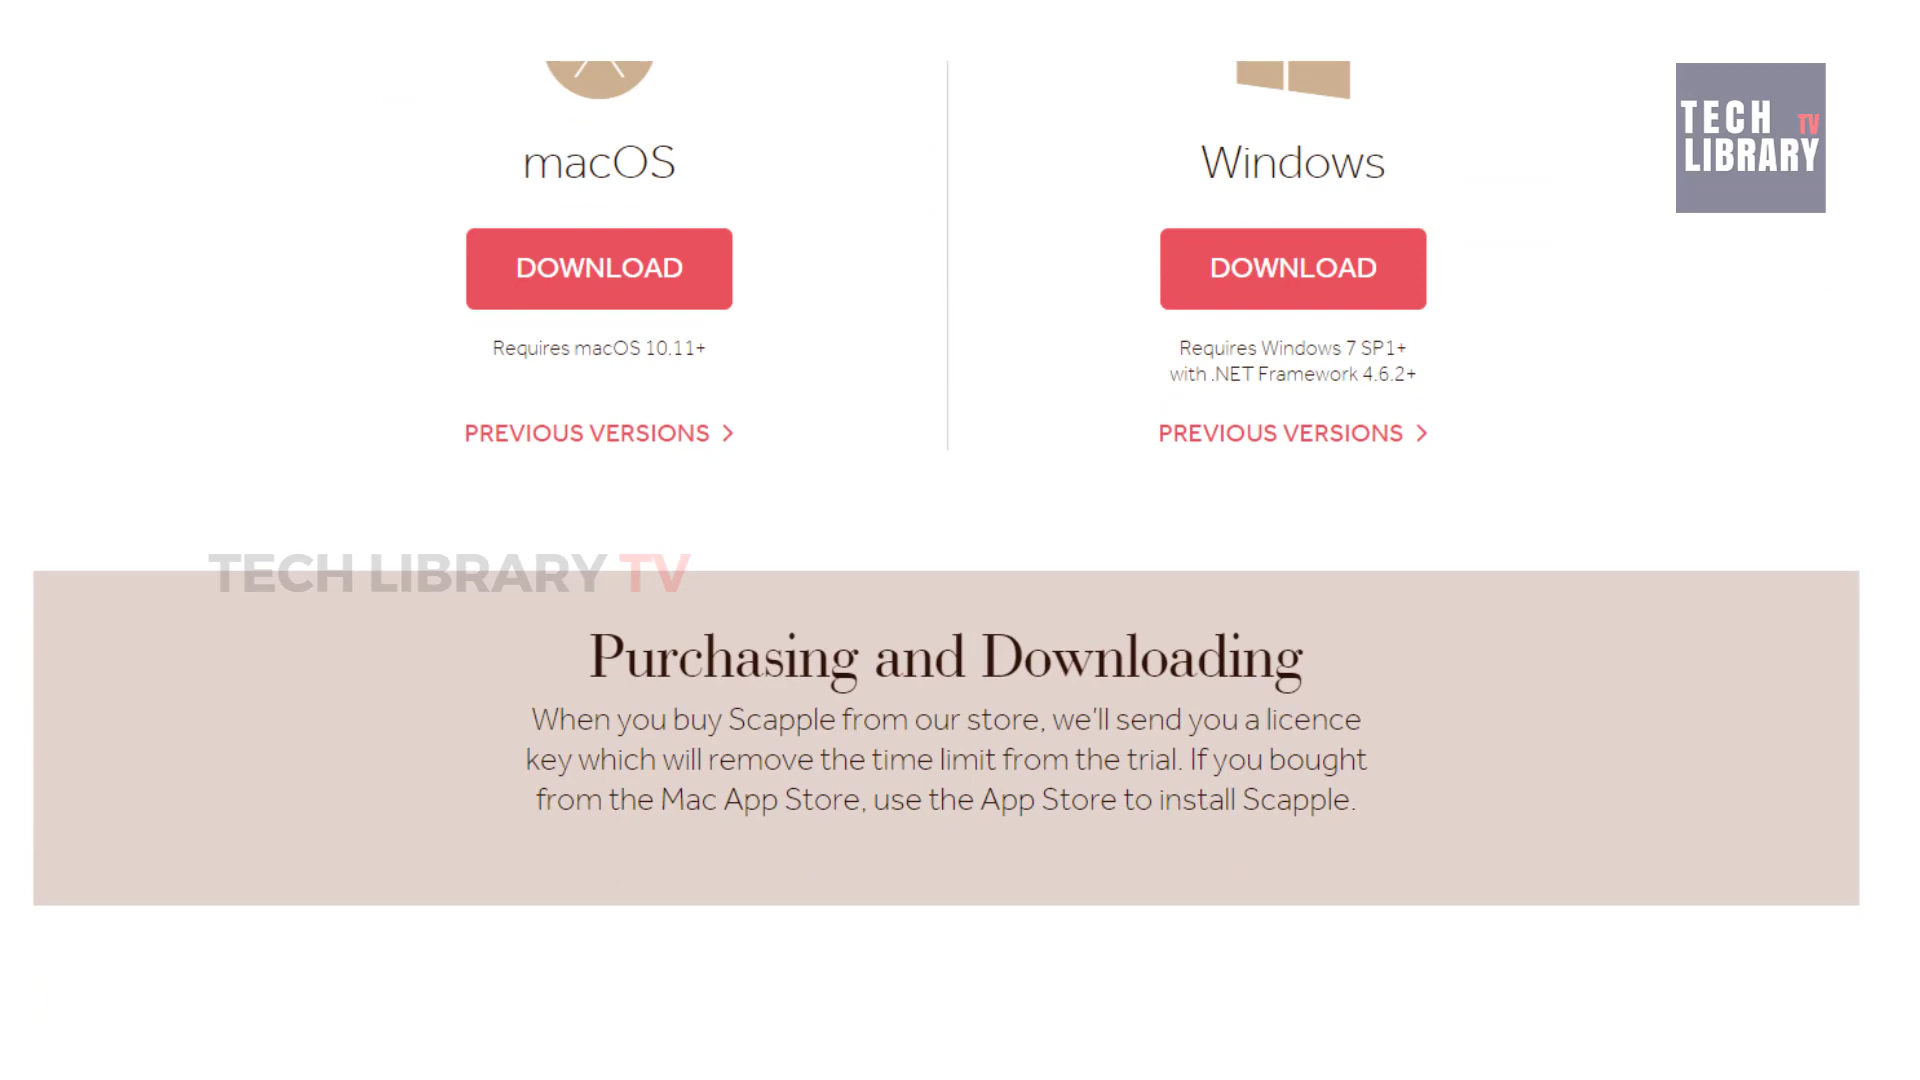 TECH TV
LIBRARY
macOS
Windows
DOWNLOAD
DOWNLOAD
Requires macOS 10.11+
Requires Windows 7 SP1+
with .NET Framework 4.6.2+
PREVIOUS VERSIONS
PREVIOUS VERSIONS
TECH LIBRARY TV
Purchasing and Downloading
When you buy Scapple from our store, we'll send you a licence
key which will remove the time limit from the trial. If you bought
from the Mac App Store, use the App Store to install Scapple.